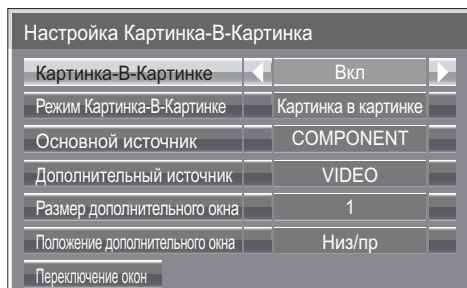 Настройка Картинка-В-Картинка
Картинка-В-Картинке Вкл
Режим Картинка-В-Картинке Картинка в картинке
Основной источник COMPONENT
Дополнительный источник VIDEO
Размер дополнительного окна 1
Положение дополнительного окна Низ/пр
Переключение окон